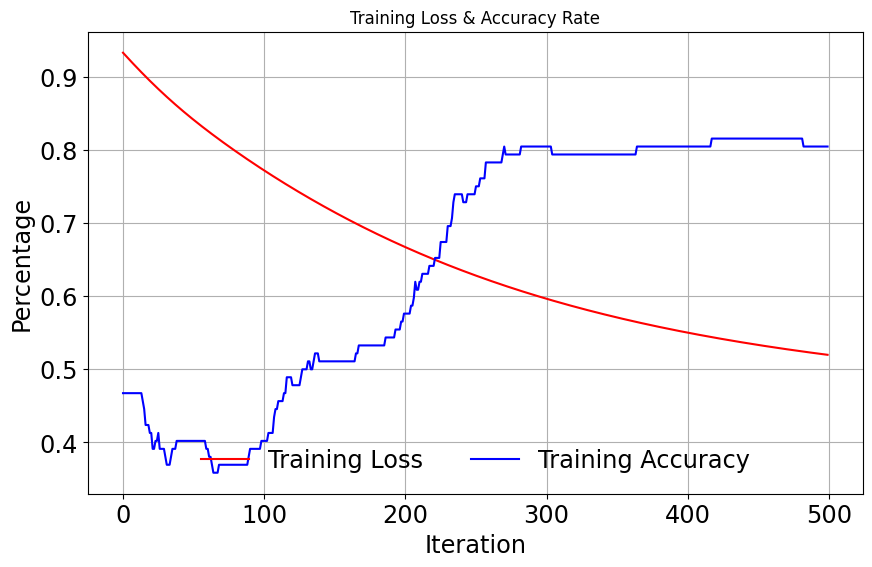 Training Loss & Accuracy Rate
Percentage
0.9
0.8
0.7
0.6
0.5
0.4
Training Loss Training Accuracy
0 100 200 300 400 500
Iteration